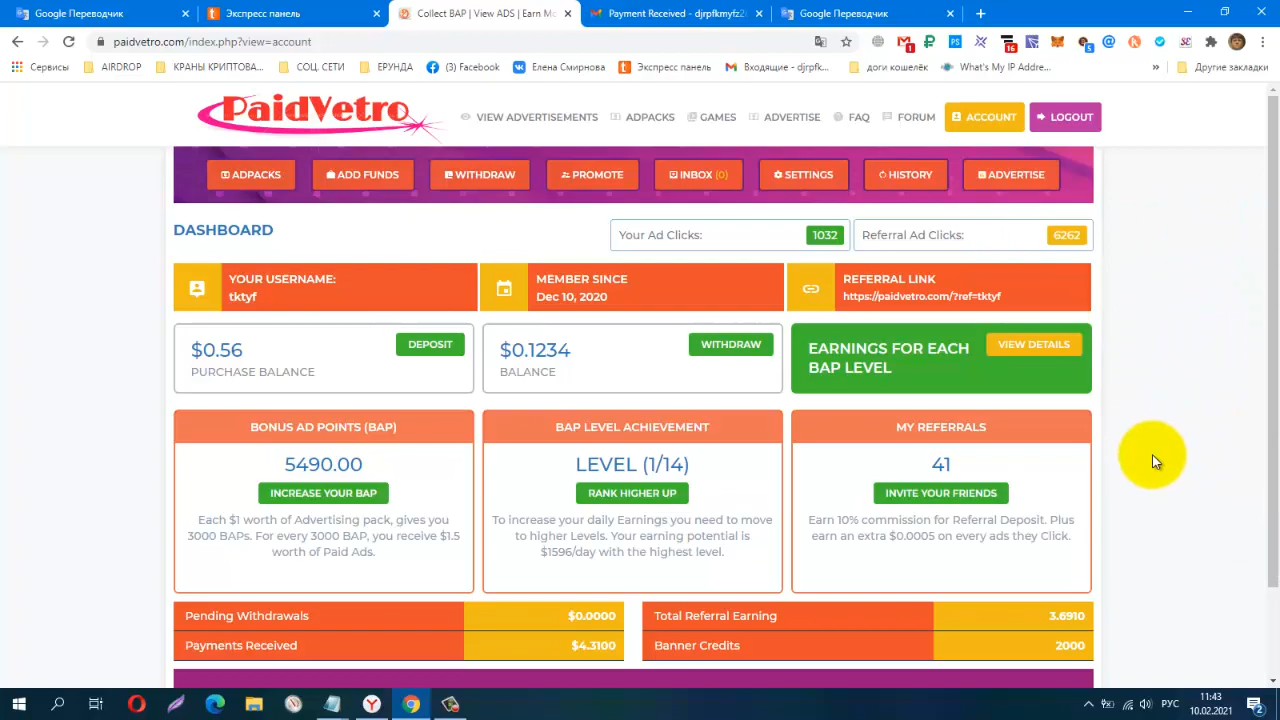 Google Переводчик
Экспресс панель
Collect BAP | View ADS | Earn Mo
Payment Received - djrpfkmyfz2
Google Переводчик
paidvetro.com/index.php?view=account
1
PS
16
SE
5
Сервисы
AIRDROP
КРАНЫ КРИПТОВА...
СОЦ. СЕТИ
ЕРУНДА
(3) Facebook
Елена Смирнова
Экспресс панель
Входящие - djrpfk...
доги кошелёк
What's My IP Addre...
»
Другие закладки
PaidVetro
VIEW ADVERTISEMENTS
ADPACKS
GAMES
ADVERTISE
FAQ
FORUM
ACCOUNT
LOGOUT
ADPACKS
ADD FUNDS
WITHDRAW
PROMOTE
INBOX (0)
SETTINGS
HISTORY
ADVERTISE
DASHBOARD
Your Ad Clicks: 1032
Referral Ad Clicks: 6262
YOUR USERNAME:
tktyf
MEMBER SINCE
Dec 10, 2020
REFERRAL LINK
https://paidvetro.com/?ref=tktyf
$0.56
DEPOSIT
PURCHASE BALANCE
$0.1234
WITHDRAW
BALANCE
EARNINGS FOR EACH
BAP LEVEL
VIEW DETAILS
BONUS AD POINTS (BAP)
5490.00
INCREASE YOUR BAP
Each $1 worth of Advertising pack, gives you
3000 BAPs. For every 3000 BAP, you receive $1.5
worth of Paid Ads.
BAP LEVEL ACHIEVEMENT
LEVEL (1/14)
RANK HIGHER UP
To increase your daily Earnings you need to move
to higher Levels. Your earning potential is
$1596/day with the highest level.
MY REFERRALS
41
INVITE YOUR FRIENDS
Earn 10% commission for Referral Deposit. Plus
earn an extra $0.0005 on every ads they Click.
Pending Withdrawals $0.0000
Payments Received $4.3100
Total Referral Earning 3.6910
Banner Credits 2000
РУС
11:43
10.02.2021
2